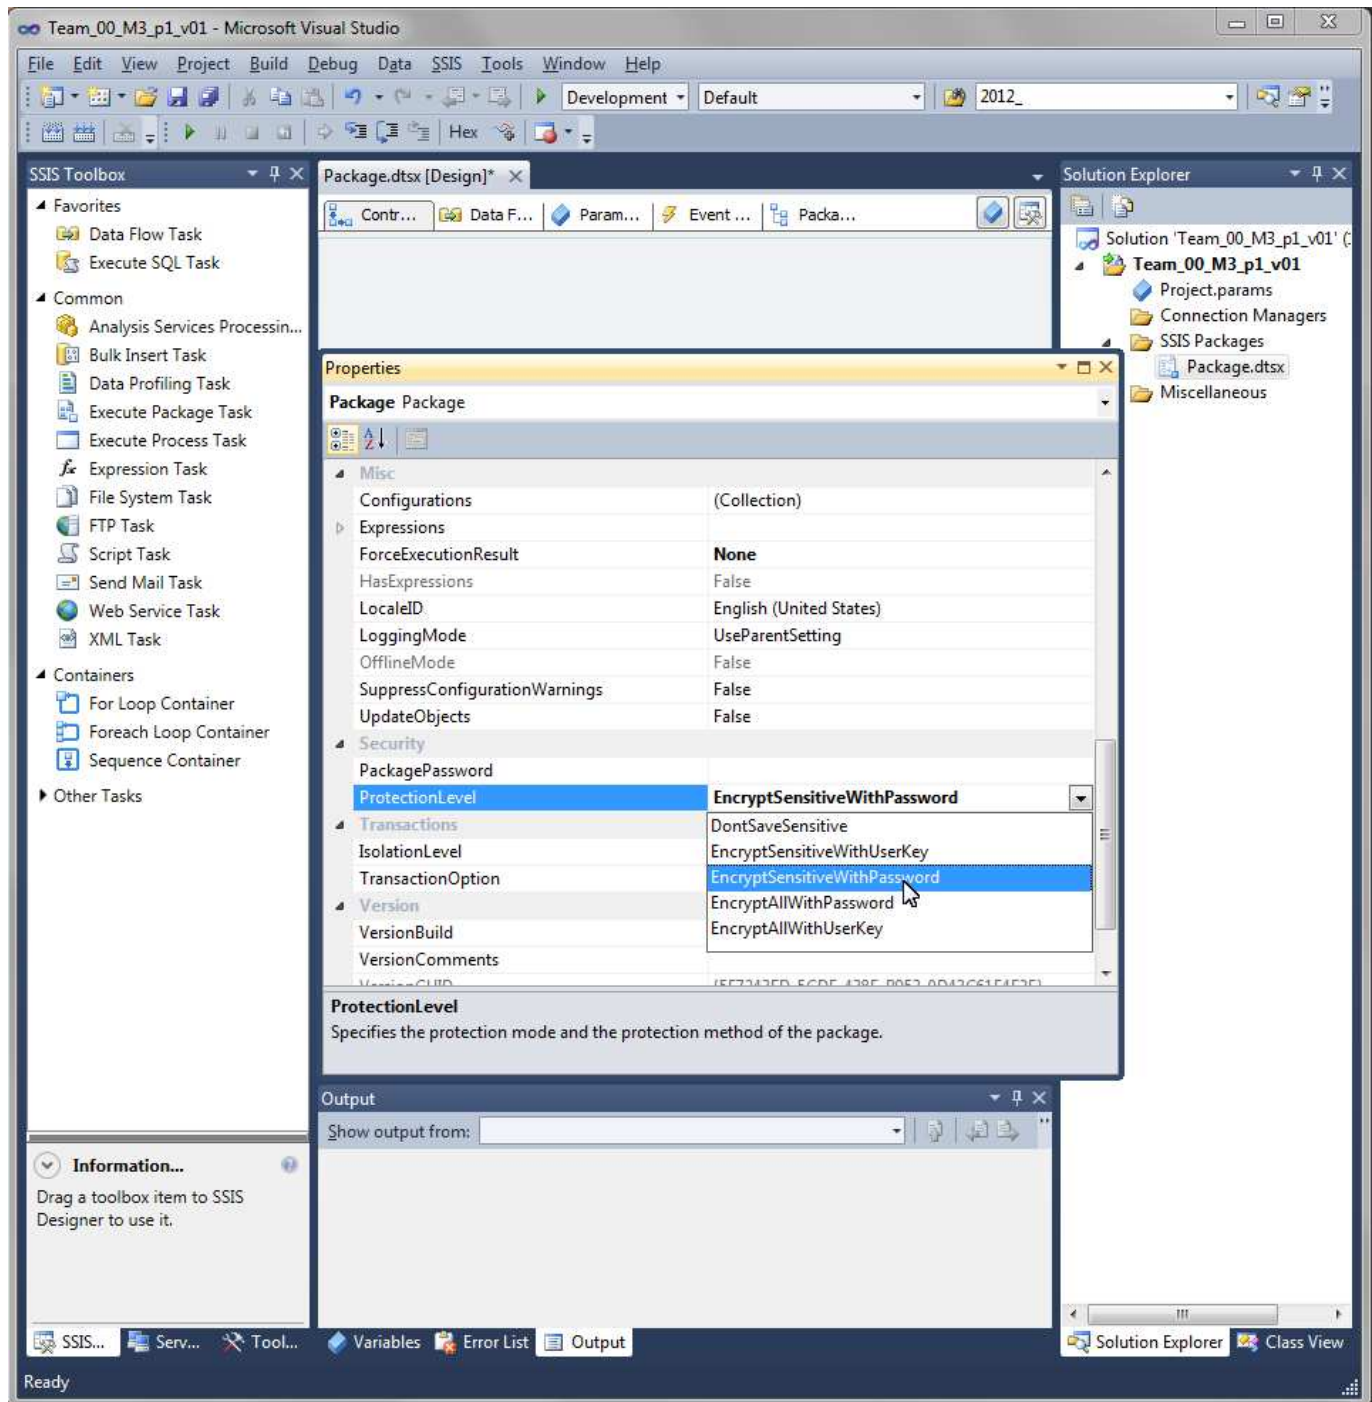 Team_00_M3_p1_v01 - Microsoft Visual Studio
File Edit View Project Build Debug Data SSIS Tools Window Help
Development Default 2012_
Hex
SSIS Toolbox
Favorites
Data Flow Task
Execute SQL Task
Common
Analysis Services Processin...
Bulk Insert Task
Data Profiling Task
Execute Package Task
Execute Process Task
Expression Task
File System Task
FTP Task
Script Task
Send Mail Task
Web Service Task
XML Task
Containers
For Loop Container
Foreach Loop Container
Sequence Container
Other Tasks
Information...
Drag a toolbox item to SSIS
Designer to use it.
SSIS... Serv... Tool...
Package.dtsx [Design]*
Contr... Data F... Param... Event ... Packa...
Properties
Package Package
Misc
Configurations (Collection)
Expressions
ForceExecutionResult None
HasExpressions False
LocaleID English (United States)
LoggingMode UseParentSetting
OfflineMode False
SuppressConfigurationWarnings False
UpdateObjects False
Security
PackagePassword
ProtectionLevel EncryptSensitiveWithPassword
Transactions DontSaveSensitive
IsolationLevel EncryptSensitiveWithUserKey
TransactionOption EncryptSensitiveWithPassword
Version EncryptAllWithPassword
VersionBuild EncryptAllWithUserKey
VersionComments
VersionGUID
ProtectionLevel
Specifies the protection mode and the protection method of the package.
Output
Show output from:
Variables Error List Output
Solution Explorer
Solution 'Team_00_M3_p1_v01' (
Team_00_M3_p1_v01
Project.params
Connection Managers
SSIS Packages
Package.dtsx
Miscellaneous
Solution Explorer Class View
Ready